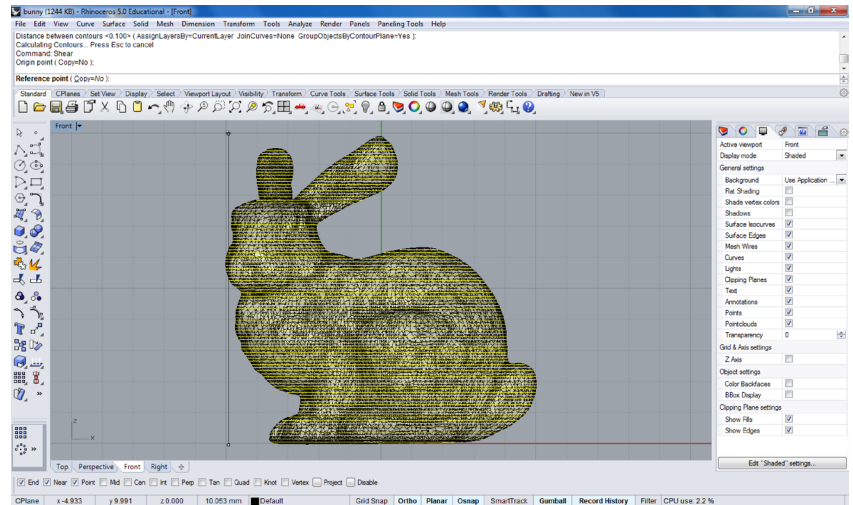 bunny (1244 KB) - Rhinoceros 5.0 Educational - [Front]
File Edit View Curve Surface Solid Mesh Dimension Transform Tools Analyze Render Panels Paneling Tools Help
Distance between contours <0.100> ( AssignLayersBy=CurrentLayer JoinCurves=None GroupObjectsByContourPlane=Yes ):
Calculating Contours... Press Esc to cancel
Command: Shear
Origin point ( Copy=No ):
Reference point ( Copy=No ):
Standard CPlanes Set View Display Select Viewport Layout Visibility Transform Curve Tools Surface Tools Solid Tools Mesh Tools Render Tools Drafting New in V5
Front
Active viewport Front
Display mode Shaded
General settings
Background Use Application ...
Flat Shading
Shade vertex colors
Shadows
Surface Isocurves
Surface Edges
Mesh Wires
Curves
Lights
Clipping Planes
Text
Annotations
Points
Pointclouds
Transparency 0
Grid & Axis settings
Z Axis
Object settings
Color Backfaces
BBox Display
Clipping Plane settings
Show Fills
Show Edges
Edit "Shaded" settings...
z
x
Top Perspective Front Right
End Near Point Mid Cen Int Perp Tan Quad Knot Vertex Project Disable
CPlane x -4.933 y 9.991 z 0.000 10.053 mm Default Grid Snap Ortho Planar Osnap SmartTrack Gumball Record History Filter CPU use: 2.2 %